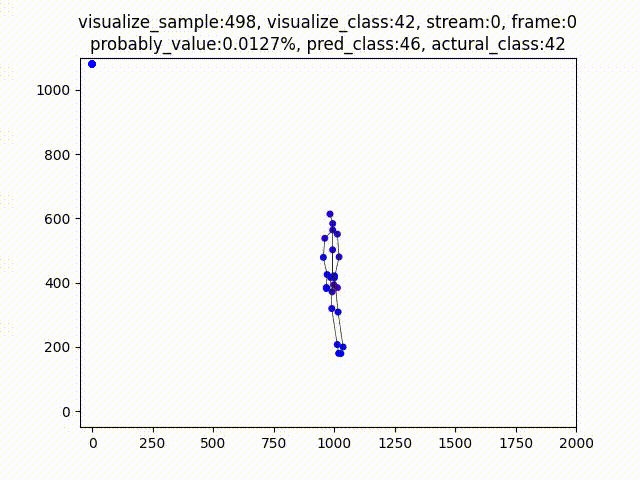 visualize_sample:498, visualize_class:42, stream:0, frame:0
probably_value:0.0127%, pred_class:46, actural_class:42
1000
800
600
400
200
0
0 250 500 750 1000 1250 1500 1750 2000